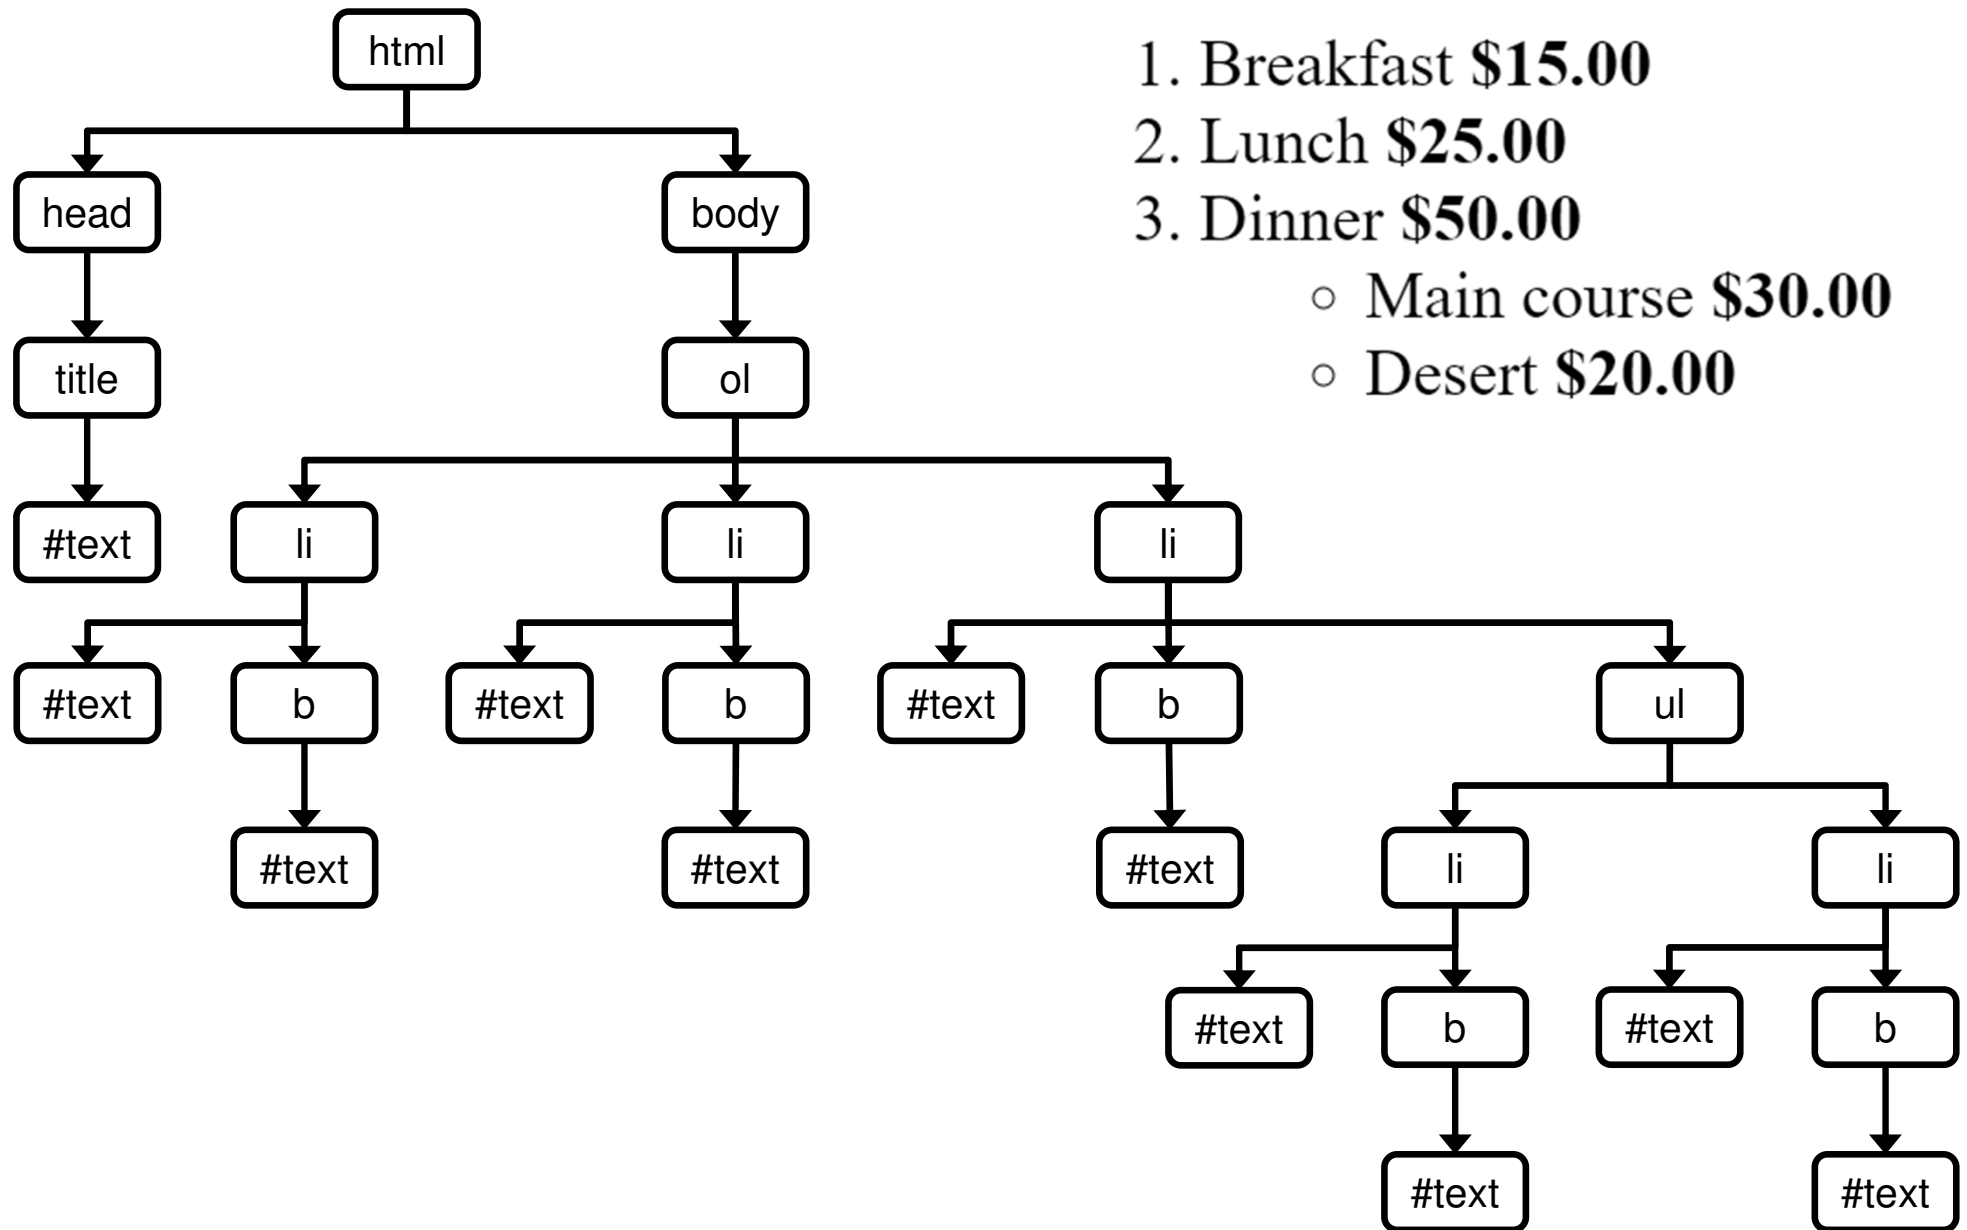 html
1. Breakfast $15.00
2. Lunch $25.00
3. Dinner $50.00
○ Main course $30.00
○ Desert $20.00
head
body
title
ol
#text
li
li
li
#text
b
#text
b
#text
b
ul
#text
#text
#text
li
li
#text
b
#text
b
#text
#text